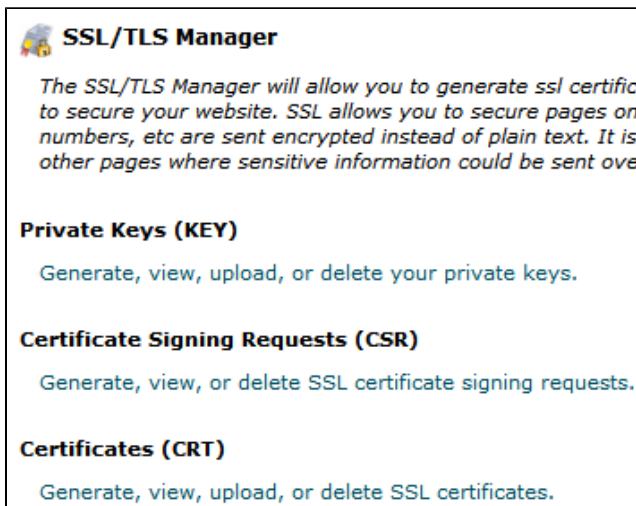 SSL/TLS Manager
The SSL/TLS Manager will allow you to generate ssl certific
to secure your website. SSL allows you to secure pages on
numbers, etc are sent encrypted instead of plain text. It is
other pages where sensitive information could be sent ove
Private Keys (KEY)
Generate, view, upload, or delete your private keys.
Certificate Signing Requests (CSR)
Generate, view, or delete SSL certificate signing requests.
Certificates (CRT)
Generate, view, upload, or delete SSL certificates.